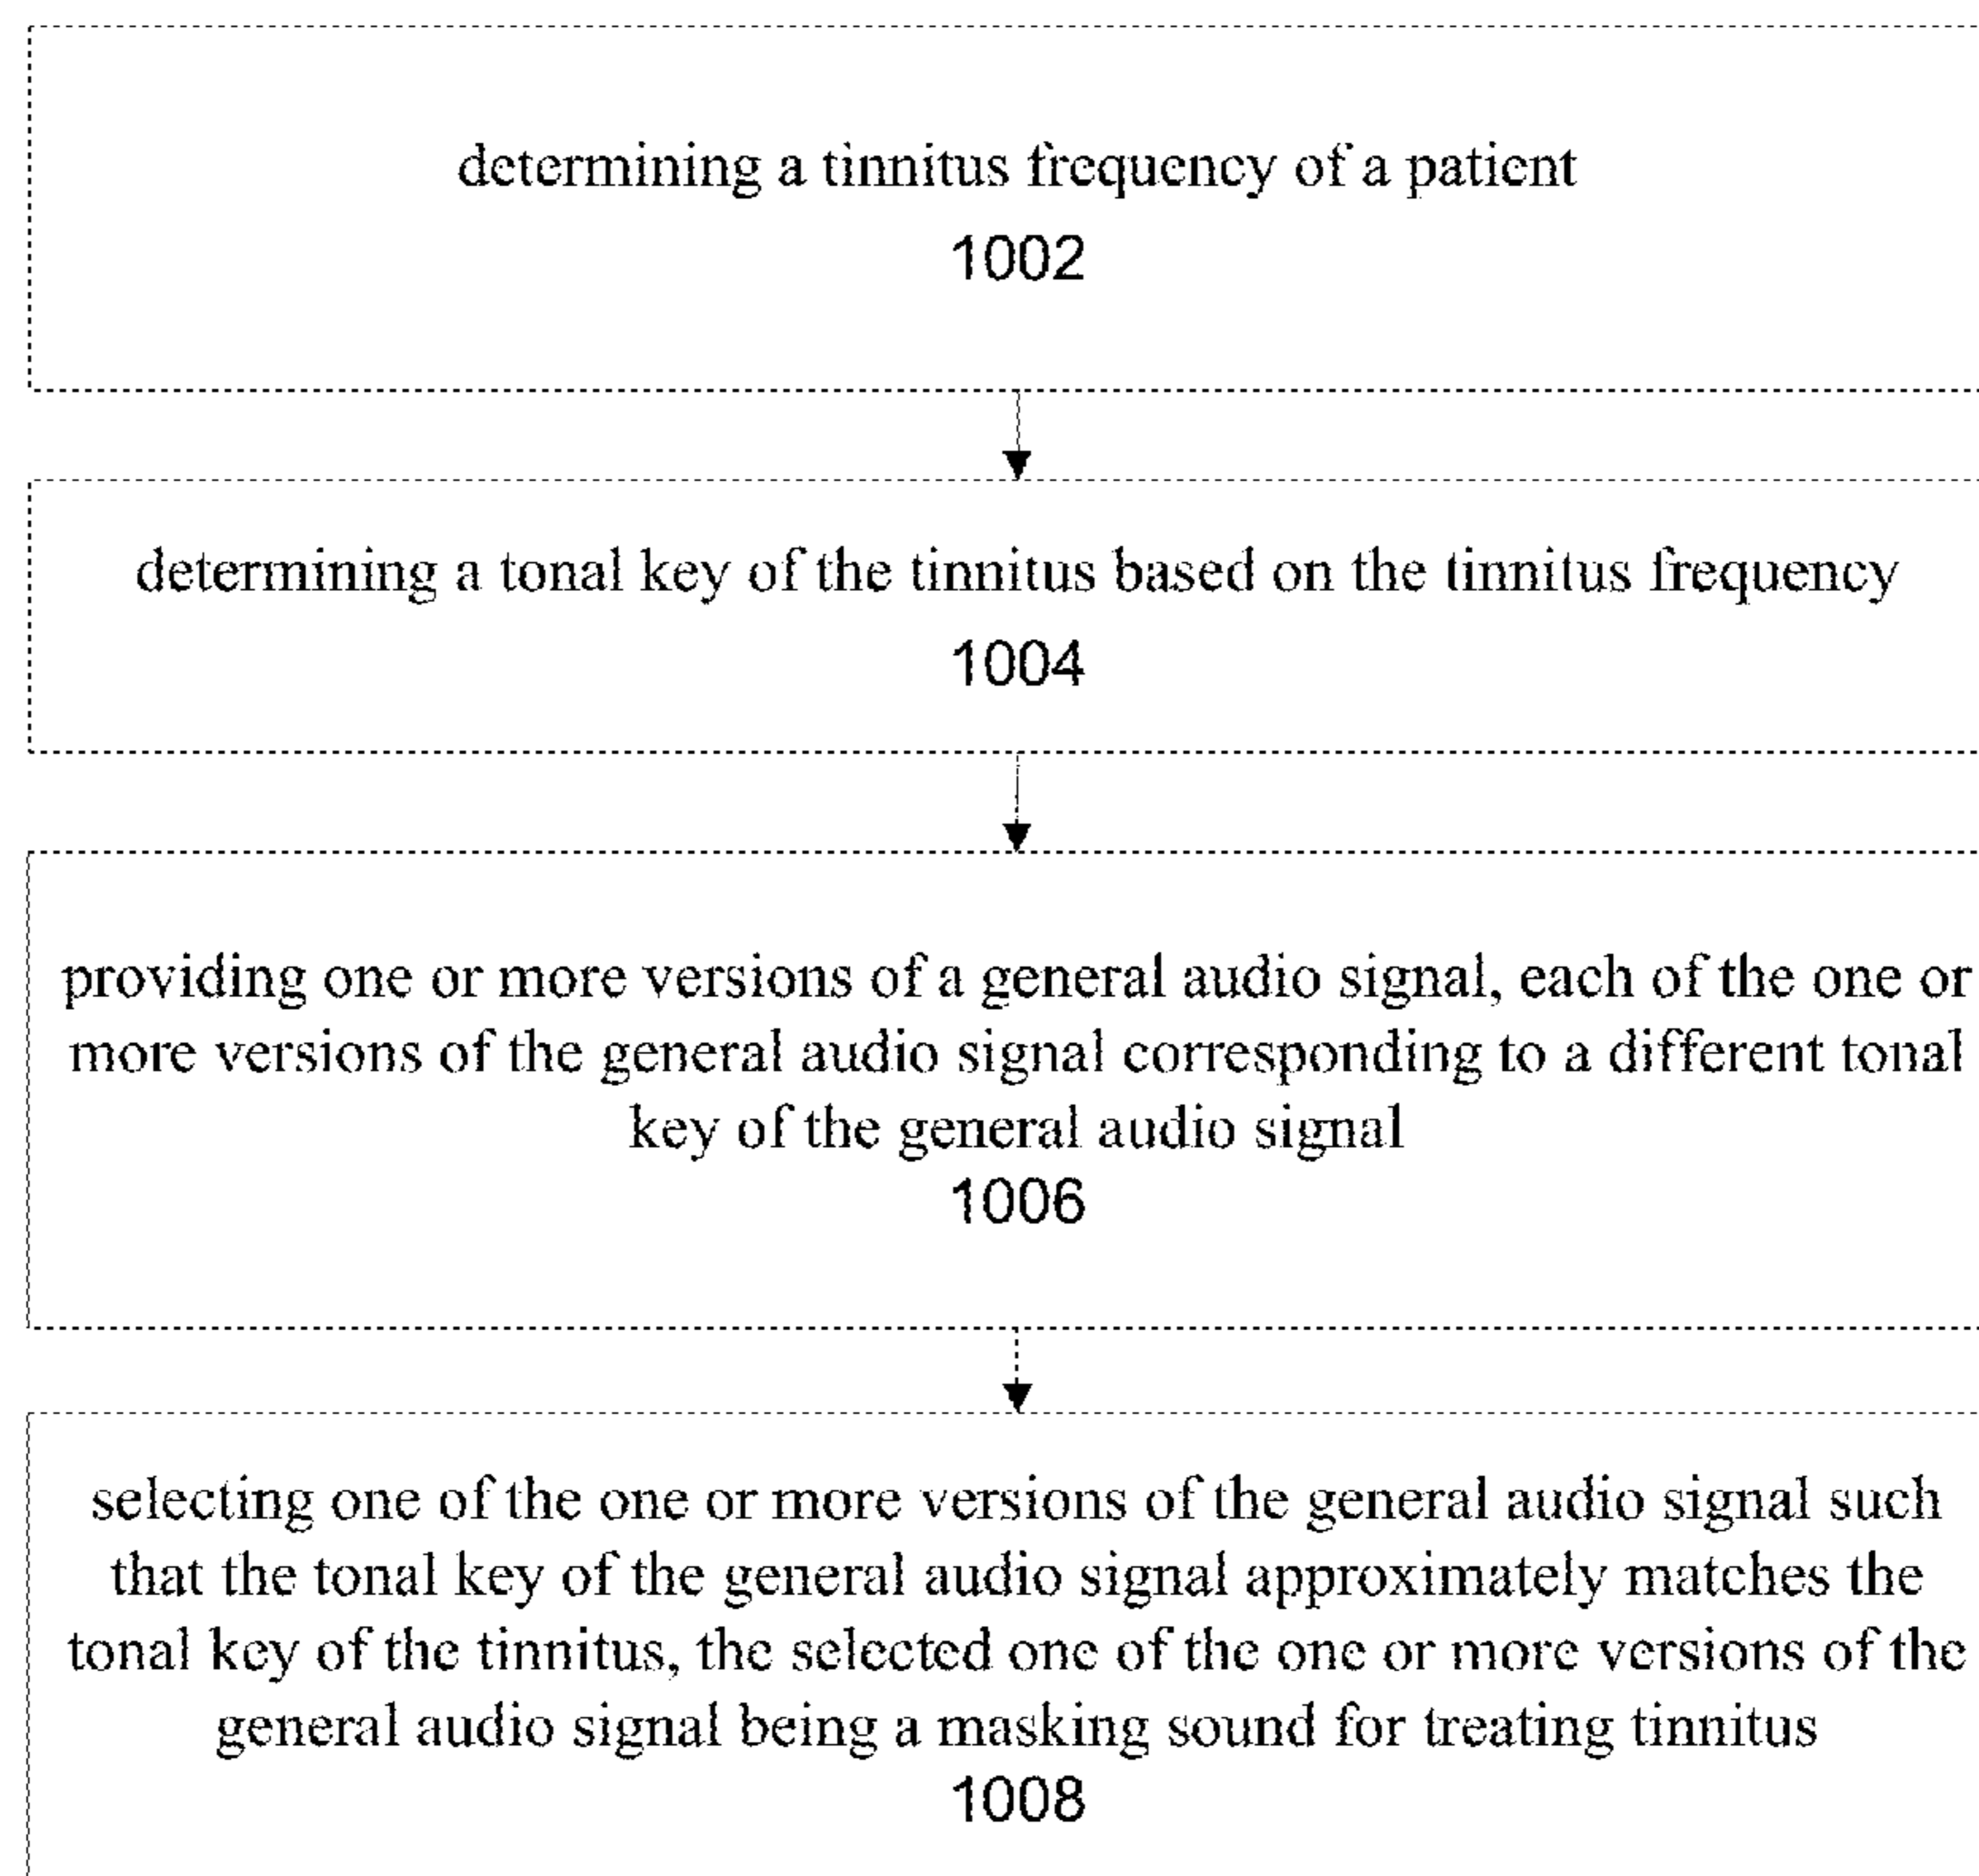 determining a tinnitus frequency of a patient
1002
determining a tonal key of the tinnitus based on the tinnitus frequency
1004
providing one or more versions of a general audio signal, each of the one or
more versions of the general audio signal corresponding to a different tonal
key of the general audio signal
1006
selecting one of the one or more versions of the general audio signal such
that the tonal key of the general audio signal approximately matches the
tonal key of the tinnitus, the selected one of the one or more versions of the
general audio signal being a masking sound for treating tinnitus
1008